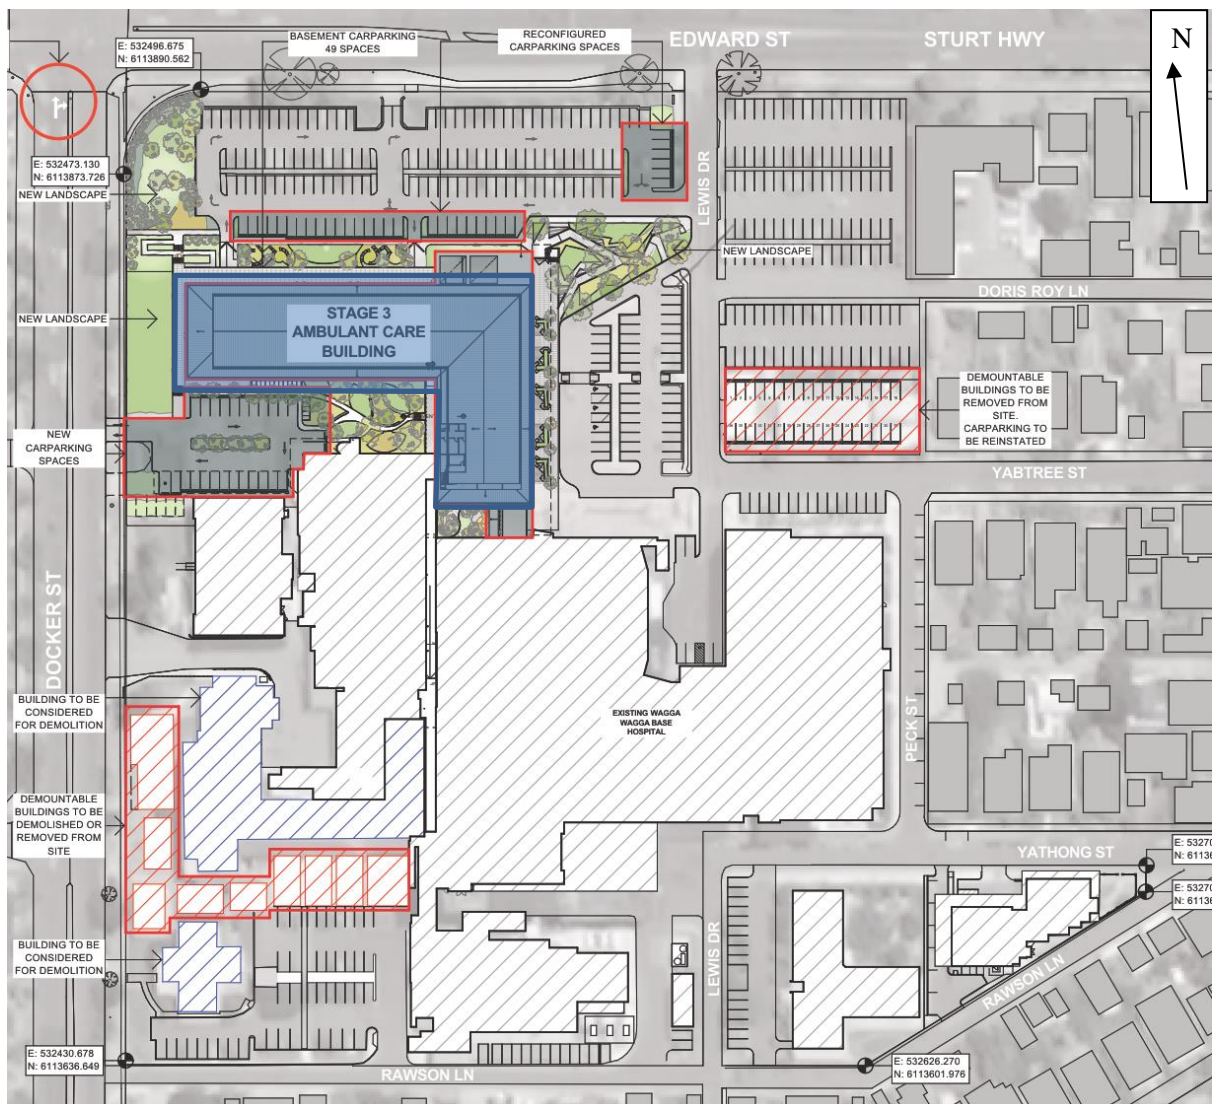 E: 532496.675
N: 6113890.562
BASEMENT CARPARKING
49 SPACES
RECONFIGURED
CARPARKING SPACES
EDWARD ST
STURT HWY
N
E: 532473.130
N: 6113873.726
NEW LANDSCAPE
LEWIS DR
NEW LANDSCAPE
DORIS ROY LN
NEW LANDSCAPE
STAGE 3
AMBULANT CARE
BUILDING
DEMOUNTABLE
BUILDINGS TO BE
REMOVED FROM
SITE.
CARPARKING TO
BE REINSTATED
NEW
CARPARKING
SPACES
YABTREE ST
DOCKER ST
BUILDING TO BE
CONSIDERED
FOR DEMOLITION
EXISTING WAGGA
WAGGA BASE
HOSPITAL
PECK ST
DEMOUNTABLE
BUILDINGS TO BE
DEMOLISHED OR
REMOVED FROM
SITE
YATHONG ST
E: 5327
N: 6113
E: 5327
N: 6113
BUILDING TO BE
CONSIDERED
FOR DEMOLITION
LEWIS DR
RAWSON LN
E: 532430.678
N: 6113636.649
RAWSON LN
E: 532626.270
N: 6113601.976